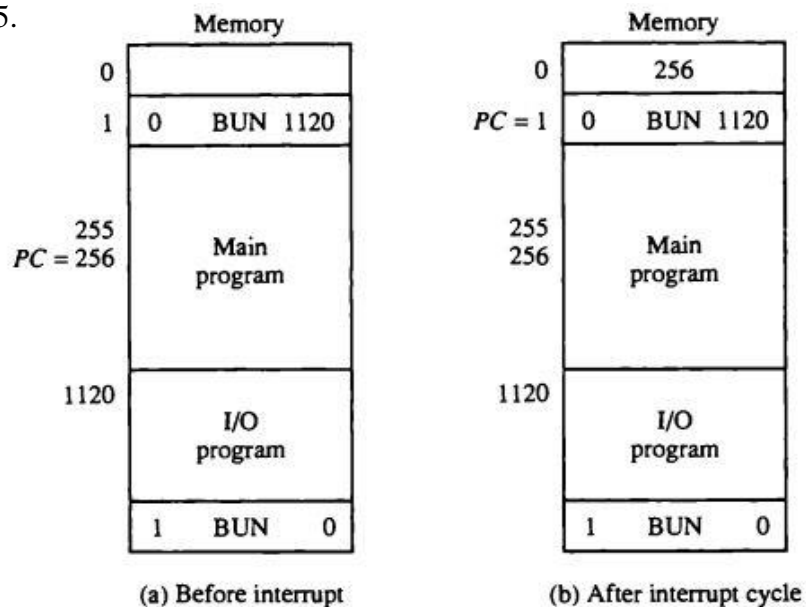 5.
Memory
0
1 0 BUN 1120
255
PC = 256
Main
program
1120
I/O
program
1 BUN 0
(a) Before interrupt
Memory
0 256
PC = 1 0 BUN 1120
255
256
Main
program
1120
I/O
program
1 BUN 0
(b) After interrupt cycle